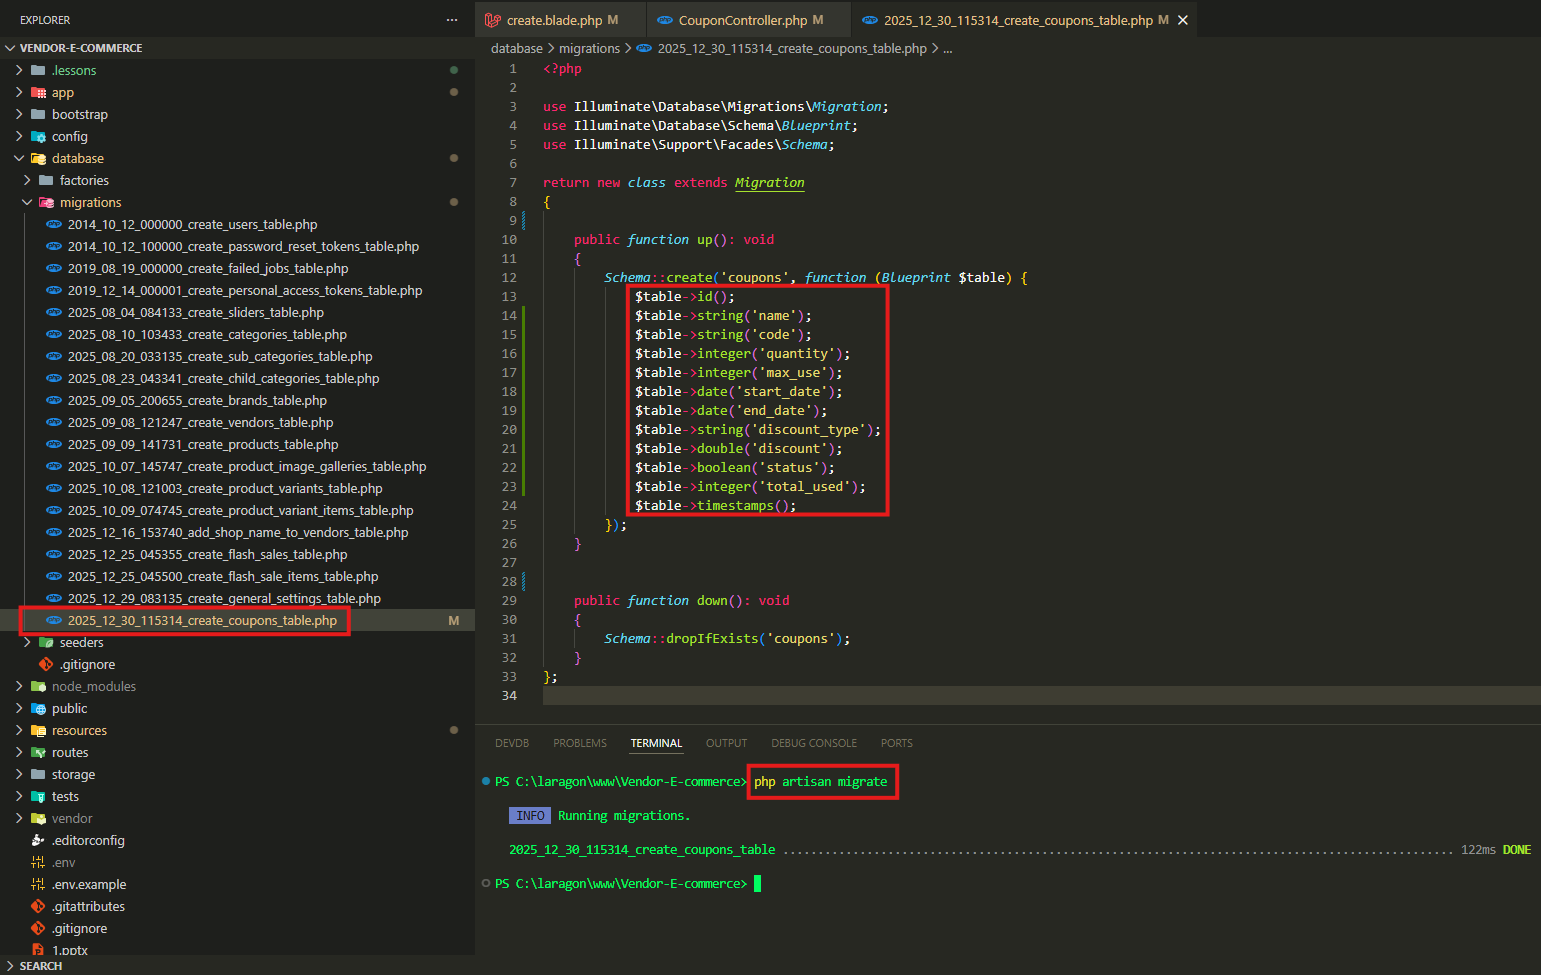 EXPLORER
VENDOR-E-COMMERCE
.lessons
app
bootstrap
config
database
factories
migrations
2014_10_12_000000_create_users_table.php
2014_10_12_100000_create_password_reset_tokens_table.php
2019_08_19_000000_create_failed_jobs_table.php
2019_12_14_000001_create_personal_access_tokens_table.php
2025_08_04_084133_create_sliders_table.php
2025_08_10_103433_create_categories_table.php
2025_08_20_033135_create_sub_categories_table.php
2025_08_23_043341_create_child_categories_table.php
2025_09_05_200655_create_brands_table.php
2025_09_08_121247_create_vendors_table.php
2025_09_09_141731_create_products_table.php
2025_10_07_145747_create_product_image_galleries_table.php
2025_10_08_121003_create_product_variants_table.php
2025_10_09_074745_create_product_variant_items_table.php
2025_12_16_153740_add_shop_name_to_vendors_table.php
2025_12_25_045355_create_flash_sales_table.php
2025_12_25_045500_create_flash_sale_items_table.php
2025_12_29_083135_create_general_settings_table.php
2025_12_30_115314_create_coupons_table.php M
seeders
.gitignore
node_modules
public
resources
routes
storage
tests
vendor
.editorconfig
.env
.env.example
.gitattributes
.gitignore
1.pptx
SEARCH
create.blade.php M
CouponController.php M
2025_12_30_115314_create_coupons_table.php M
database > migrations > 2025_12_30_115314_create_coupons_table.php > ...
1 <?php
2
3 use Illuminate\Database\Migrations\Migration;
4 use Illuminate\Database\Schema\Blueprint;
5 use Illuminate\Support\Facades\Schema;
6
7 return new class extends Migration
8 {
9
10 public function up(): void
11 {
12 Schema::create('coupons', function (Blueprint $table) {
13 $table->id();
14 $table->string('name');
15 $table->string('code');
16 $table->integer('quantity');
17 $table->integer('max_use');
18 $table->date('start_date');
19 $table->date('end_date');
20 $table->string('discount_type');
21 $table->double('discount');
22 $table->boolean('status');
23 $table->integer('total_used');
24 $table->timestamps();
25 });
26 }
27
28
29 public function down(): void
30 {
31 Schema::dropIfExists('coupons');
32 }
33 };
34
DEVDB PROBLEMS TERMINAL OUTPUT DEBUG CONSOLE PORTS
PS C:\laragon\www\Vendor-E-commerce> php artisan migrate
INFO Running migrations.
2025_12_30_115314_create_coupons_table ........................................................................................ 122ms DONE
PS C:\laragon\www\Vendor-E-commerce>